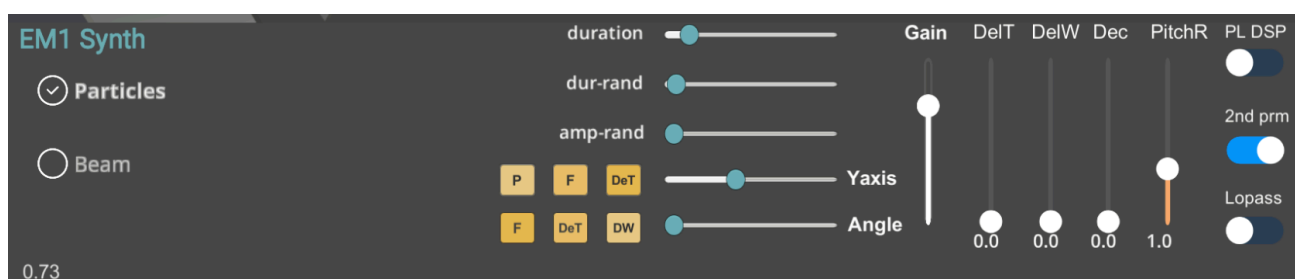 EM1 Synth
Particles
Beam
0.73
duration
dur-rand
amp-rand
P F DeT Yaxis
F DeT DW Angle
Gain DelT DelW Dec PitchR PL DSP
2nd prm
Lopass
0.0 0.0 0.0 1.0